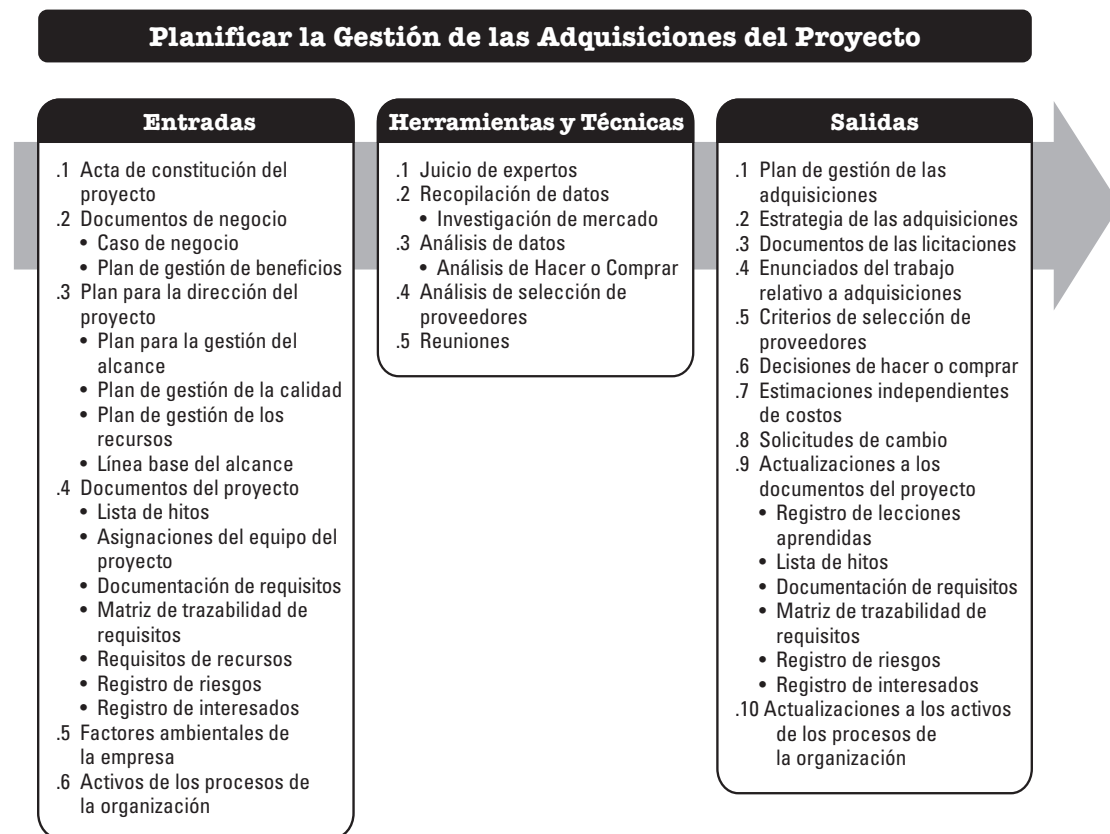 Planificar la Gestión de las Adquisiciones del Proyecto
Entradas
.1 Acta de constitución del
proyecto
.2 Documentos de negocio
• Caso de negocio
• Plan de gestión de beneficios
.3 Plan para la dirección del
proyecto
• Plan para la gestión del
alcance
• Plan de gestión de la calidad
• Plan de gestión de los
recursos
• Línea base del alcance
.4 Documentos del proyecto
• Lista de hitos
• Asignaciones del equipo del
proyecto
• Documentación de requisitos
• Matriz de trazabilidad de
requisitos
• Requisitos de recursos
• Registro de riesgos
• Registro de interesados
.5 Factores ambientales de
la empresa
.6 Activos de los procesos de
la organización
Herramientas y Técnicas
.1 Juicio de expertos
.2 Recopilación de datos
• Investigación de mercado
.3 Análisis de datos
• Análisis de Hacer o Comprar
.4 Análisis de selección de
proveedores
.5 Reuniones
Salidas
.1 Plan de gestión de las
adquisiciones
.2 Estrategia de las adquisiciones
.3 Documentos de las licitaciones
.4 Enunciados del trabajo
relativo a adquisiciones
.5 Criterios de selección de
proveedores
.6 Decisiones de hacer o comprar
.7 Estimaciones independientes
de costos
.8 Solicitudes de cambio
.9 Actualizaciones a los
documentos del proyecto
• Registro de lecciones
aprendidas
• Lista de hitos
• Documentación de requisitos
• Matriz de trazabilidad de
requisitos
• Registro de riesgos
• Registro de interesados
.10 Actualizaciones a los activos
de los procesos de
la organización